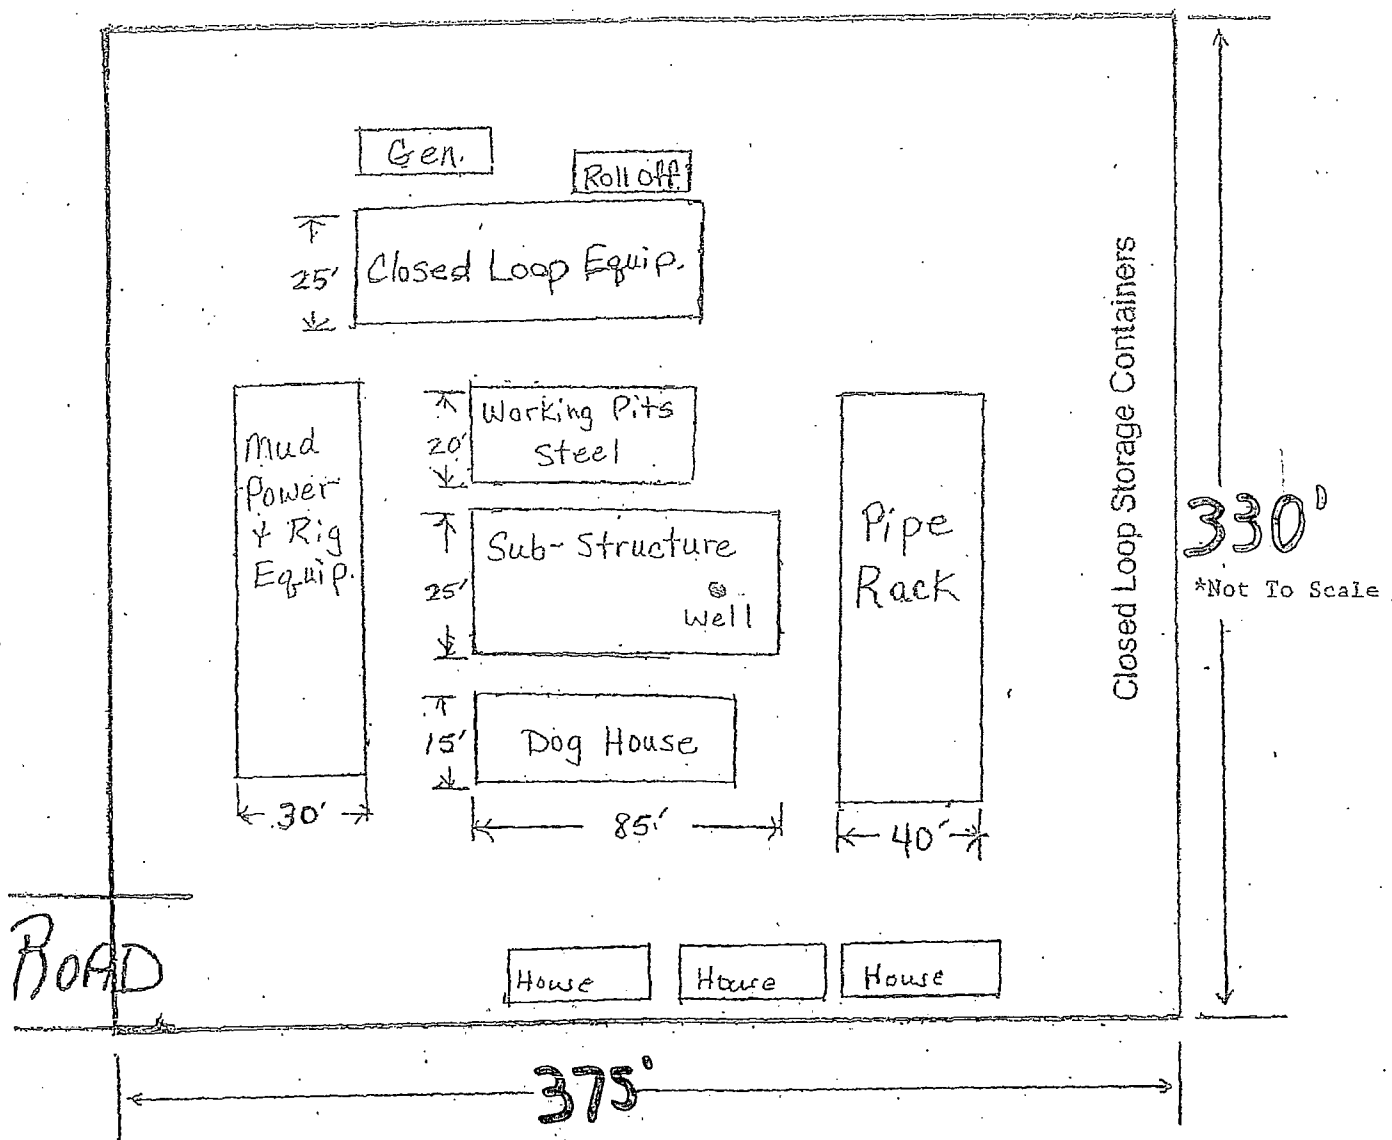 Gen.
Roll off
25'
Closed Loop Equip.
Closed Loop Storage Containers
Mud
Power
& Rig
Equip.
20'
Working Pits
Steel
25'
Sub-Structure
Well
Pipe
Rack
330'
*Not To Scale
15'
Dog House
30'
85'
40'
ROAD
House
House
House
375'